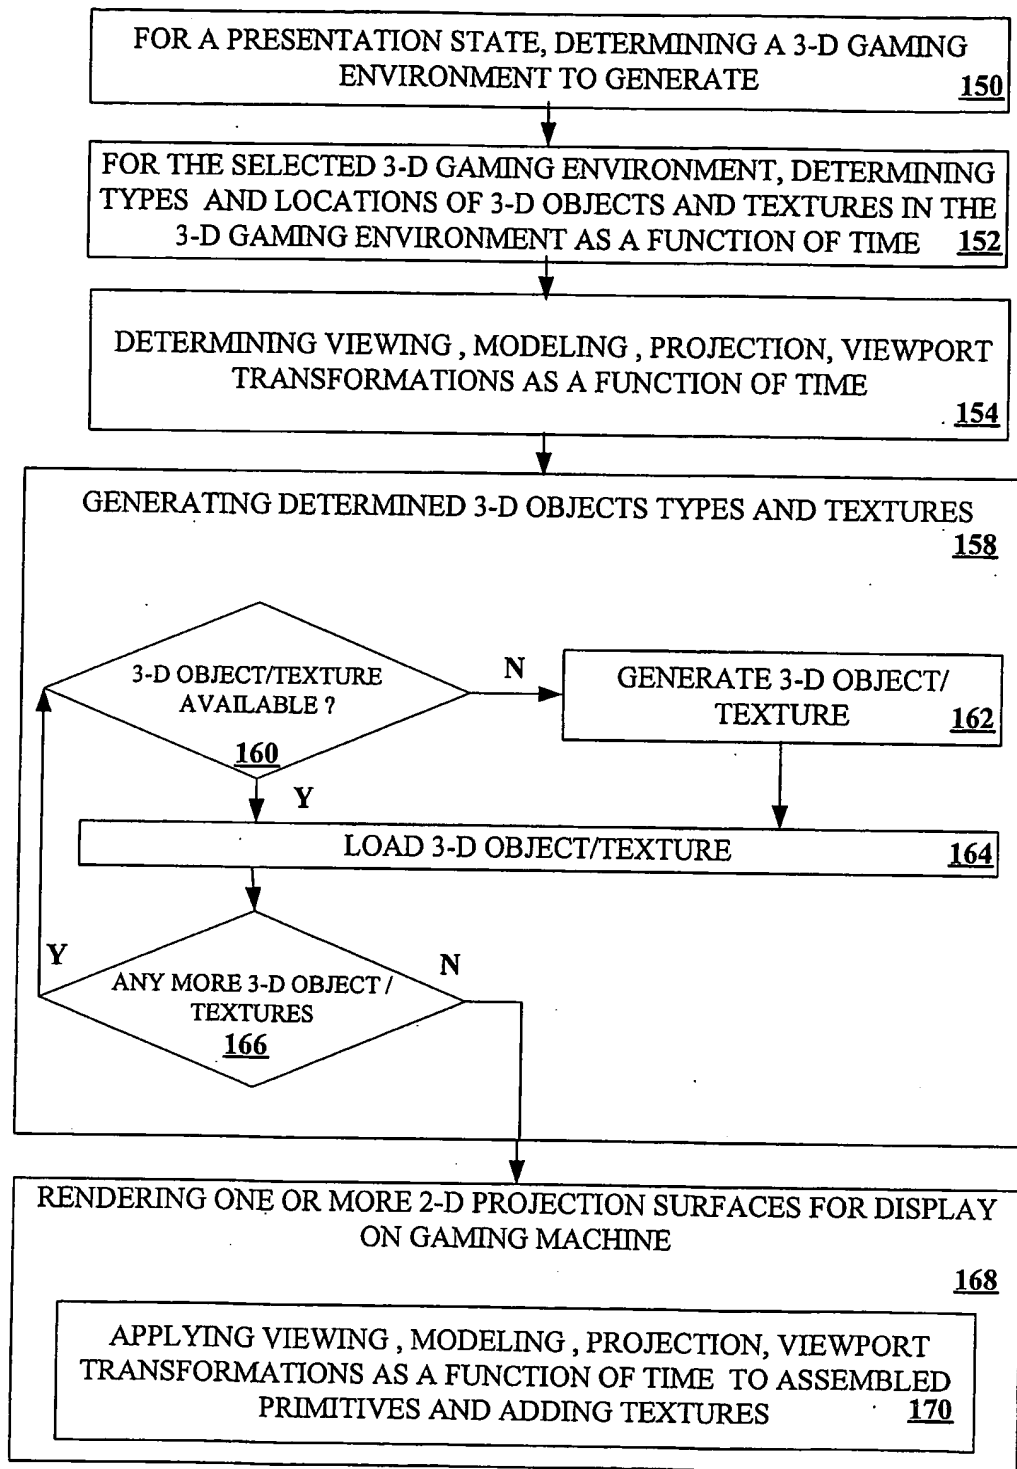 FOR A PRESENTATION STATE, DETERMINING A 3-D GAMING
ENVIRONMENT TO GENERATE
150
FOR THE SELECTED 3-D GAMING ENVIRONMENT, DETERMINING
TYPES AND LOCATIONS OF 3-D OBJECTS AND TEXTURES IN THE
3-D GAMING ENVIRONMENT AS A FUNCTION OF TIME 152
DETERMINING VIEWING , MODELING , PROJECTION, VIEWPORT
TRANSFORMATIONS AS A FUNCTION OF TIME
154
GENERATING DETERMINED 3-D OBJECTS TYPES AND TEXTURES
158
3-D OBJECT/TEXTURE
AVAILABLE ?
160
N
GENERATE 3-D OBJECT/
TEXTURE 162
Y
LOAD 3-D OBJECT/TEXTURE 164
Y
N
ANY MORE 3-D OBJECT /
TEXTURES
166
RENDERING ONE OR MORE 2-D PROJECTION SURFACES FOR DISPLAY
ON GAMING MACHINE
168
APPLYING VIEWING , MODELING , PROJECTION, VIEWPORT
TRANSFORMATIONS AS A FUNCTION OF TIME TO ASSEMBLED
PRIMITIVES AND ADDING TEXTURES 170